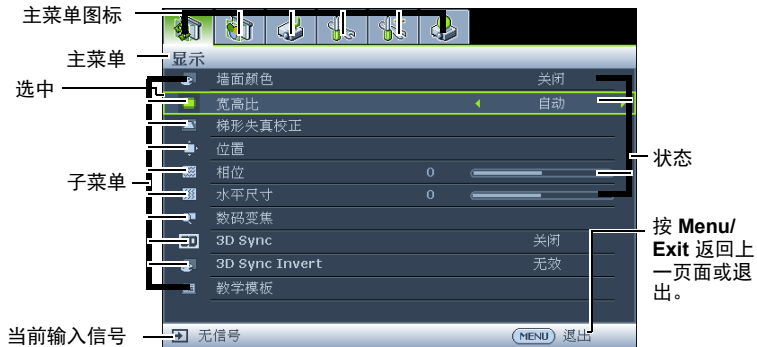 主菜单图标
主菜单
显示
选中
墙面颜色 关闭
宽高比 自动
梯形失真校正
位置
相位 0
状态
子菜单
水平尺寸 0
数码变焦
3D Sync 关闭
3D Sync Invert 无效
教学模板
按 Menu/
Exit 返回上
一页面或退
出。
当前输入信号
无信号
MENU 退出